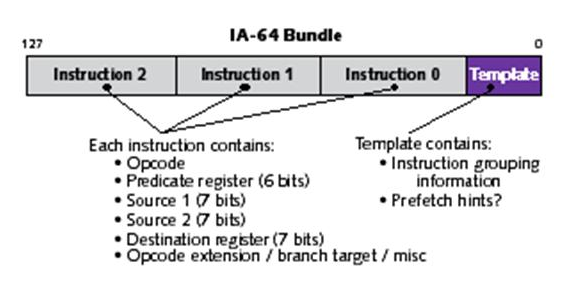 IA-64 Bundle
127 0
Instruction 2 Instruction 1 Instruction 0 Template
Each instruction contains:
• Opcode
• Predicate register (6 bits)
• Source 1 (7 bits)
• Source 2 (7 bits)
• Destination register (7 bits)
• Opcode extension / branch target / misc
Template contains:
• Instruction grouping
information
• Prefetch hints?